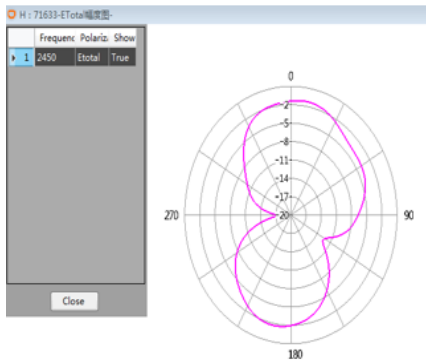 H : 71633-ETotal幅度图-
Frequenc Polariz. Show
1 2450 Etotal True
Close
0
-2
-5
-8
-11
-14
-17
20
270
90
180